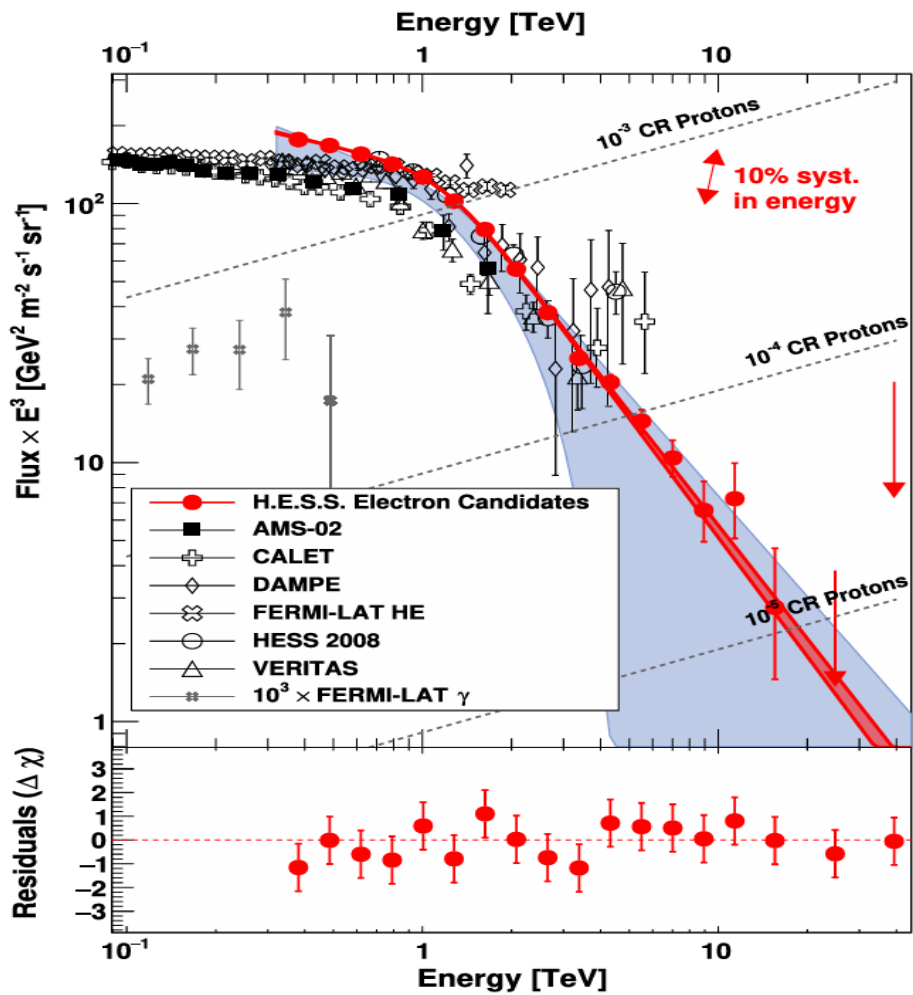 Energy [TeV]
10⁻¹ 1 10
10⁻³ CR Protons
10% syst.
in energy
10²
10⁻⁴ CR Protons
Flux × E³ [GeV² m⁻² s⁻¹ sr⁻¹]
10
H.E.S.S. Electron Candidates
AMS-02
CALET
DAMPE
FERMI-LAT HE
HESS 2008
VERITAS
10³ × FERMI-LAT γ
10⁻⁵ CR Protons
1
Residuals (Δ χ)
3
2
1
0
−1
−2
−3
10⁻¹ 1 10
Energy [TeV]